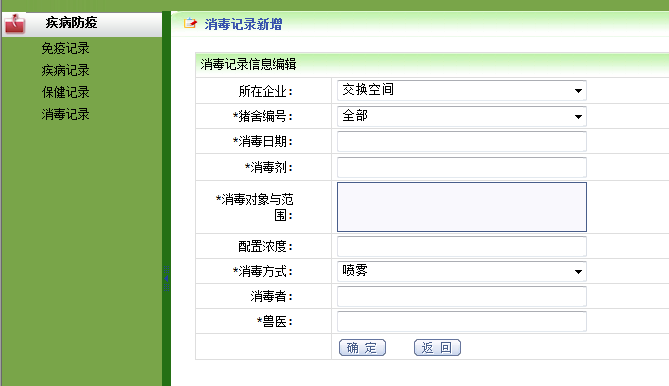 疾病防疫
免疫记录
疾病记录
保健记录
消毒记录
消毒记录新增
消毒记录信息编辑
所在企业：
交换空间
*猪舍编号：
全部
*消毒日期：
*消毒剂：
*消毒对象与范
围：
配置浓度：
*消毒方式：
喷雾
消毒者：
*兽医：
确 定
返 回